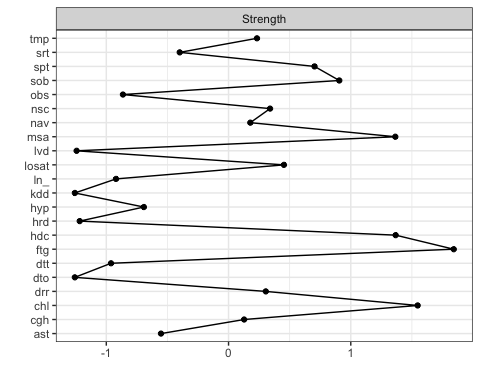 Strength
tmp
srt
spt
sob
obs
nsc
nav
msa
lvd
losat
ln_
kdd
hyp
hrd
hdc
ftg
dtt
dto
drr
chl
cgh
ast
-1 0 1